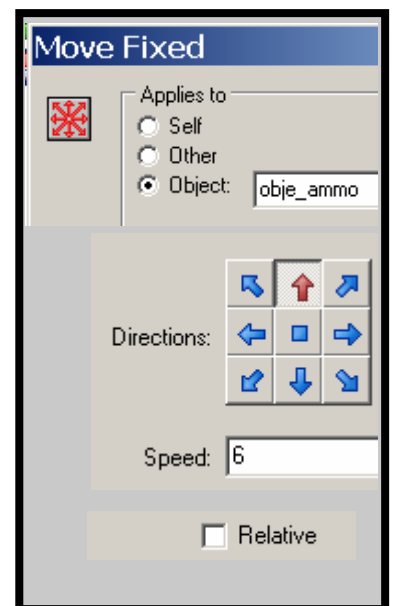 Move Fixed
Applies to
Self
Other
Object: obje_ammo
Directions:
Speed: 6
Relative